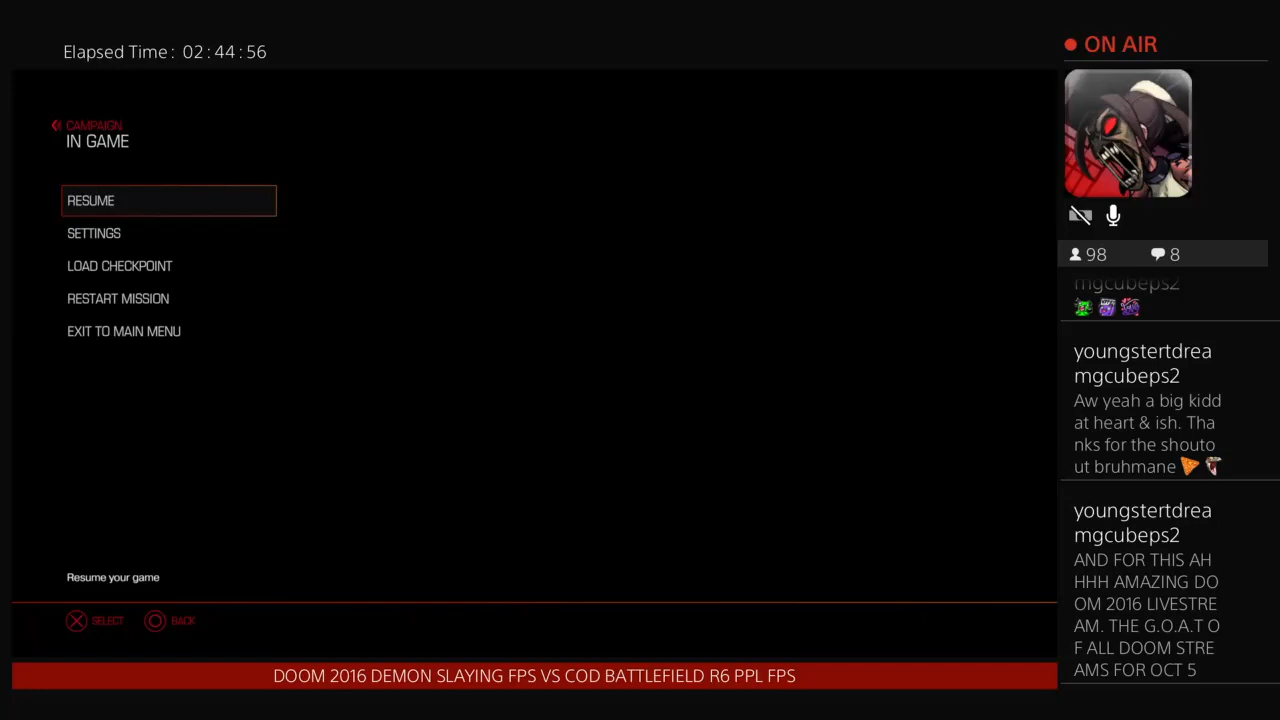 Elapsed Time: 02:44:56
ON AIR
CAMPAIGN
IN GAME
RESUME
SETTINGS
LOAD CHECKPOINT
RESTART MISSION
EXIT TO MAIN MENU
Resume your game
SELECT
BACK
DOOM 2016 DEMON SLAYING FPS VS COD BATTLEFIELD R6 PPL FPS
98
8
mgcubeps2
youngstertdrea
mgcubeps2
Aw yeah a big kidd
at heart & ish. Tha
nks for the shouto
ut bruhmane
youngstertdrea
mgcubeps2
AND FOR THIS AH
HHH AMAZING DO
OM 2016 LIVESTRE
AM. THE G.O.A.T O
F ALL DOOM STRE
AMS FOR OCT 5